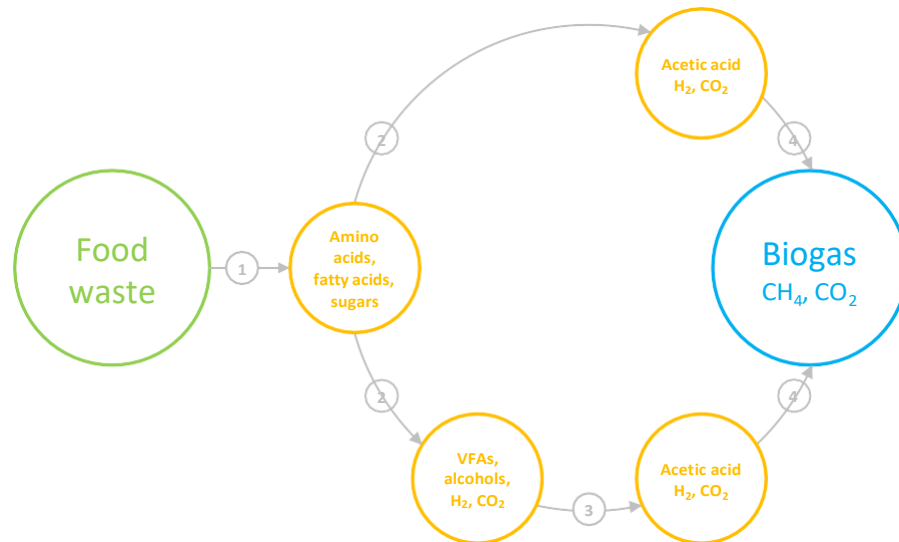 Food
waste
1
Amino
acids,
fatty acids,
sugars
2
Acetic acid
H₂, CO₂
4
2
VFAs,
alcohols,
H₂, CO₂
3
Acetic acid
H₂, CO₂
4
Biogas
CH₄, CO₂